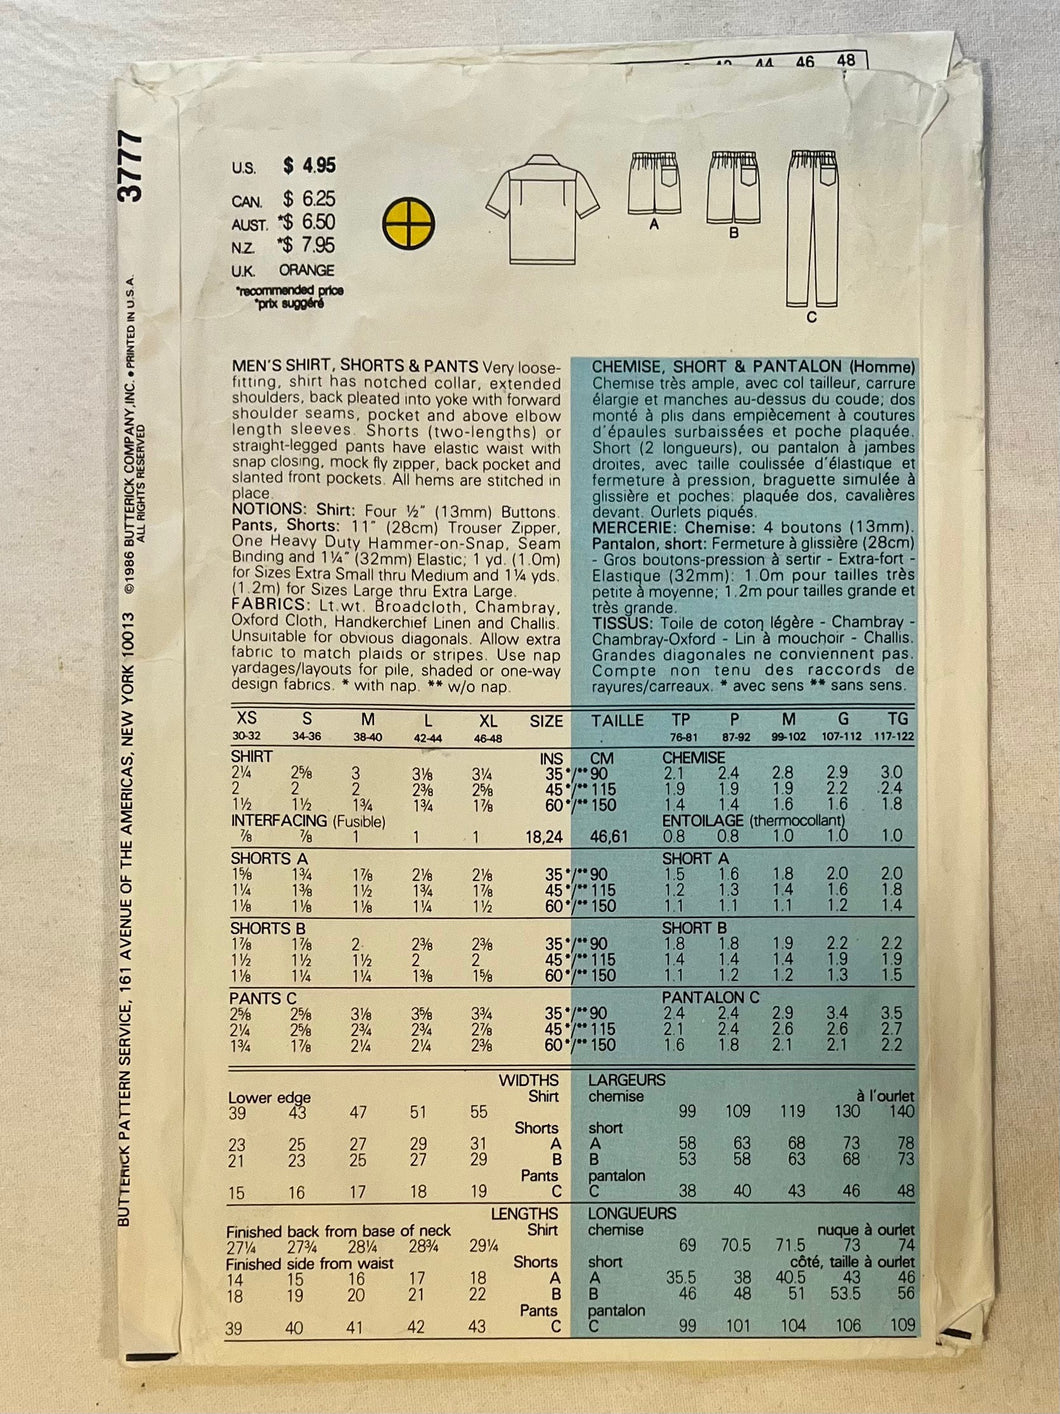 42 44 46 48
3777
©1986 BUTTERICK COMPANY, INC. • PRINTED IN U.S.A.
ALL RIGHTS RESERVED
BUTTERICK PATTERN SERVICE, 161 AVENUE OF THE AMERICAS, NEW YORK 10013
U.S. $ 4.95
CAN. $ 6.25
AUST. *$ 6.50
N.Z. *$ 7.95
U.K. ORANGE
*recommended price
*prix suggéré
A
B
C
MEN'S SHIRT, SHORTS & PANTS Very loose-
fitting, shirt has notched collar, extended
shoulders, back pleated into yoke with forward
shoulder seams, pocket and above elbow
length sleeves. Shorts (two-lengths) or
straight-legged pants have elastic waist with
snap closing, mock fly zipper, back pocket and
slanted front pockets. All hems are stitched in
place.
NOTIONS: Shirt: Four ½" (13mm) Buttons.
Pants, Shorts: 11" (28cm) Trouser Zipper,
One Heavy Duty Hammer-on-Snap, Seam
Binding and 1¼" (32mm) Elastic; 1 yd. (1.0m)
for Sizes Extra Small thru Medium and 1¼ yds.
(1.2m) for Sizes Large thru Extra Large.
FABRICS: Lt.wt. Broadcloth, Chambray,
Oxford Cloth, Handkerchief Linen and Challis.
Unsuitable for obvious diagonals. Allow extra
fabric to match plaids or stripes. Use nap
yardages/layouts for pile, shaded or one-way
design fabrics. * with nap. ** w/o nap.
CHEMISE, SHORT & PANTALON (Homme)
Chemise très ample, avec col tailleur, carrure
élargie et manches au-dessus du coude; dos
monté à plis dans empiècement à coutures
d'épaules surbaissées et poche plaquée.
Short (2 longueurs), ou pantalon à jambes
droites, avec taille coulissée d'élastique et
fermeture à pression, braguette simulée à
glissière et poches: plaquée dos, cavalières
devant. Ourlets piqués.
MERCERIE: Chemise: 4 boutons (13mm).
Pantalon, short: Fermeture à glissière (28cm)
- Gros boutons-pression à sertir - Extra-fort -
Elastique (32mm): 1.0m pour tailles très
petite à moyenne; 1.2m pour tailles grande et
très grande.
TISSUS: Toile de coton légère - Chambray -
Chambray-Oxford - Lin à mouchoir - Challis.
Grandes diagonales ne conviennent pas.
Compte non tenu des raccords de
rayures/carreaux. * avec sens ** sans sens.
XS S M L XL SIZE TAILLE TP P M G TG
30-32 34-36 38-40 42-44 46-48 76-81 87-92 99-102 107-112 117-122
SHIRT INS CM CHEMISE
2¼ 2⅝ 3 3⅛ 3¼ 35*/**90 2.1 2.4 2.8 2.9 3.0
2 2 2 2⅜ 2⅝ 45*/**115 1.9 1.9 1.9 2.2 2.4
1½ 1½ 1¾ 1¾ 1⅞ 60*/**150 1.4 1.4 1.6 1.6 1.8
INTERFACING (Fusible) ENTOILAGE (thermocollant)
⅞ ⅞ 1 1 1 18,24 46,61 0.8 0.8 1.0 1.0 1.0
SHORTS A SHORT A
1⅝ 1¾ 1⅞ 2⅛ 2⅛ 35*/**90 1.5 1.6 1.8 2.0 2.0
1¼ 1⅜ 1½ 1¾ 1⅞ 45*/**115 1.2 1.3 1.4 1.6 1.8
1⅛ 1⅛ 1⅛ 1¼ 1½ 60*/**150 1.1 1.1 1.1 1.2 1.4
SHORTS B SHORT B
1⅞ 1⅞ 2 2⅜ 2⅜ 35*/**90 1.8 1.8 1.9 2.2 2.2
1½ 1½ 1½ 2 2 45*/**115 1.4 1.4 1.4 1.9 1.9
1⅛ 1¼ 1¼ 1⅜ 1⅝ 60*/**150 1.1 1.2 1.2 1.3 1.5
PANTS C PANTALON C
2⅝ 2⅝ 3⅛ 3⅝ 3¾ 35*/**90 2.4 2.4 2.9 3.4 3.5
2¼ 2⅝ 2¾ 2¾ 2⅞ 45*/**115 2.1 2.4 2.6 2.6 2.7
1¾ 1⅞ 2¼ 2¼ 2⅜ 60*/**150 1.6 1.8 2.1 2.1 2.2
WIDTHS LARGEURS
Lower edge Shirt chemise à l'ourlet
39 43 47 51 55 99 109 119 130 140
Shorts short
23 25 27 29 31 A A 58 63 68 73 78
21 23 25 27 29 B B 53 58 63 68 73
Pants pantalon
15 16 17 18 19 C C 38 40 43 46 48
LENGTHS LONGUEURS
Finished back from base of neck Shirt chemise nuque à ourlet
27¼ 27¾ 28¼ 28¾ 29¼ 69 70.5 71.5 73 74
Finished side from waist Shorts short côté, taille à ourlet
14 15 16 17 18 A A 35.5 38 40.5 43 46
18 19 20 21 22 B B 46 48 51 53.5 56
Pants pantalon
39 40 41 42 43 C C 99 101 104 106 109